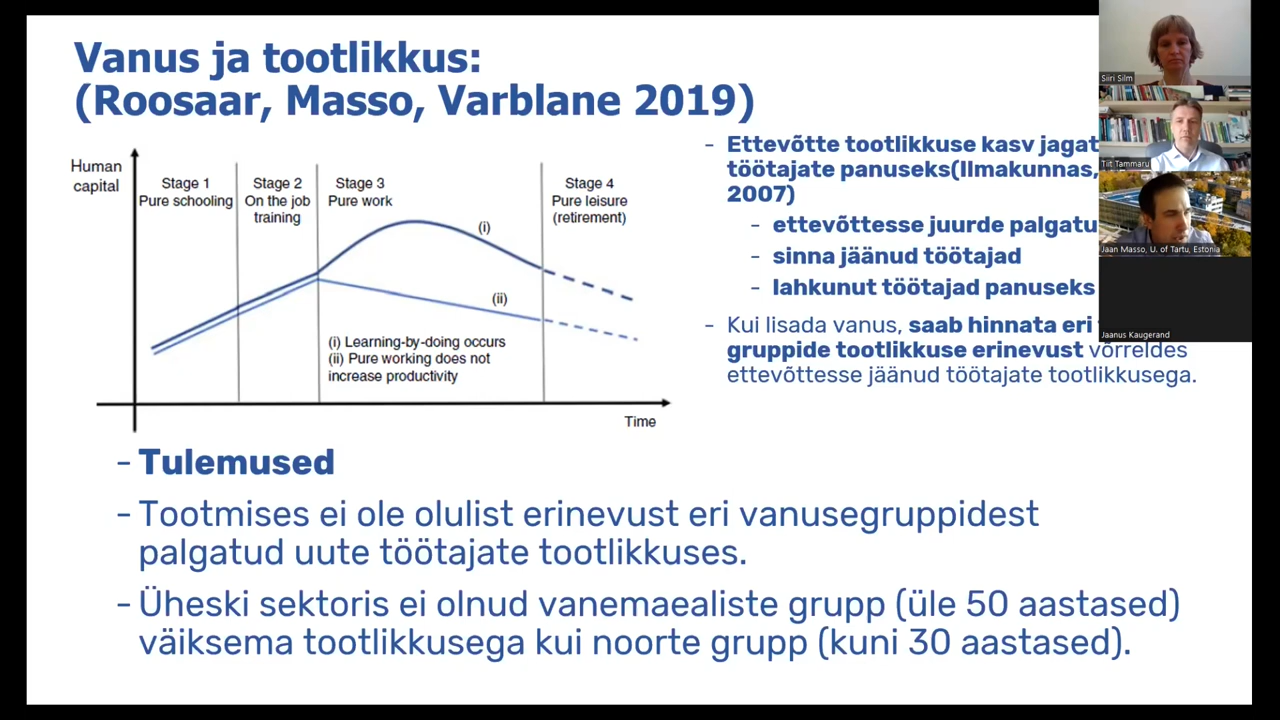 Vanus ja tootlikkus:
(Roosaar, Masso, Varblane 2019)
Human
capital
Stage 1
Pure schooling
Stage 2
On the job
training
Stage 3
Pure work
Stage 4
Pure leisure
(retirement)
(i)
(ii)
(i) Learning-by-doing occurs
(ii) Pure working does not
increase productivity
Time
- Ettevõtte tootlikkuse kasv
töötajate panuseks(Ilmakunnas,
2007)
- ettevõttesse juurde
- sinna jäänud töötajad
- lahkunut töötajad panuseks
- Kui lisada vanus, saab hinnata eri
gruppide tootlikkuse erinevust võrreldes
ettevõttesse jäänud töötajate tootlikkusega.
- Tulemused
- Tootmises ei ole olulist erinevust eri vanusegruppidest
palgatud uute töötajate tootlikkuses.
- Üheski sektoris ei olnud vanemaealiste grupp (üle 50 aastased)
väiksema tootlikkusega kui noorte grupp (kuni 30 aastased).
Siiri Silm
Tiit Tammaru
Jaan Masso, U. of Tartu, Estonia
Jaanus Kaugerand